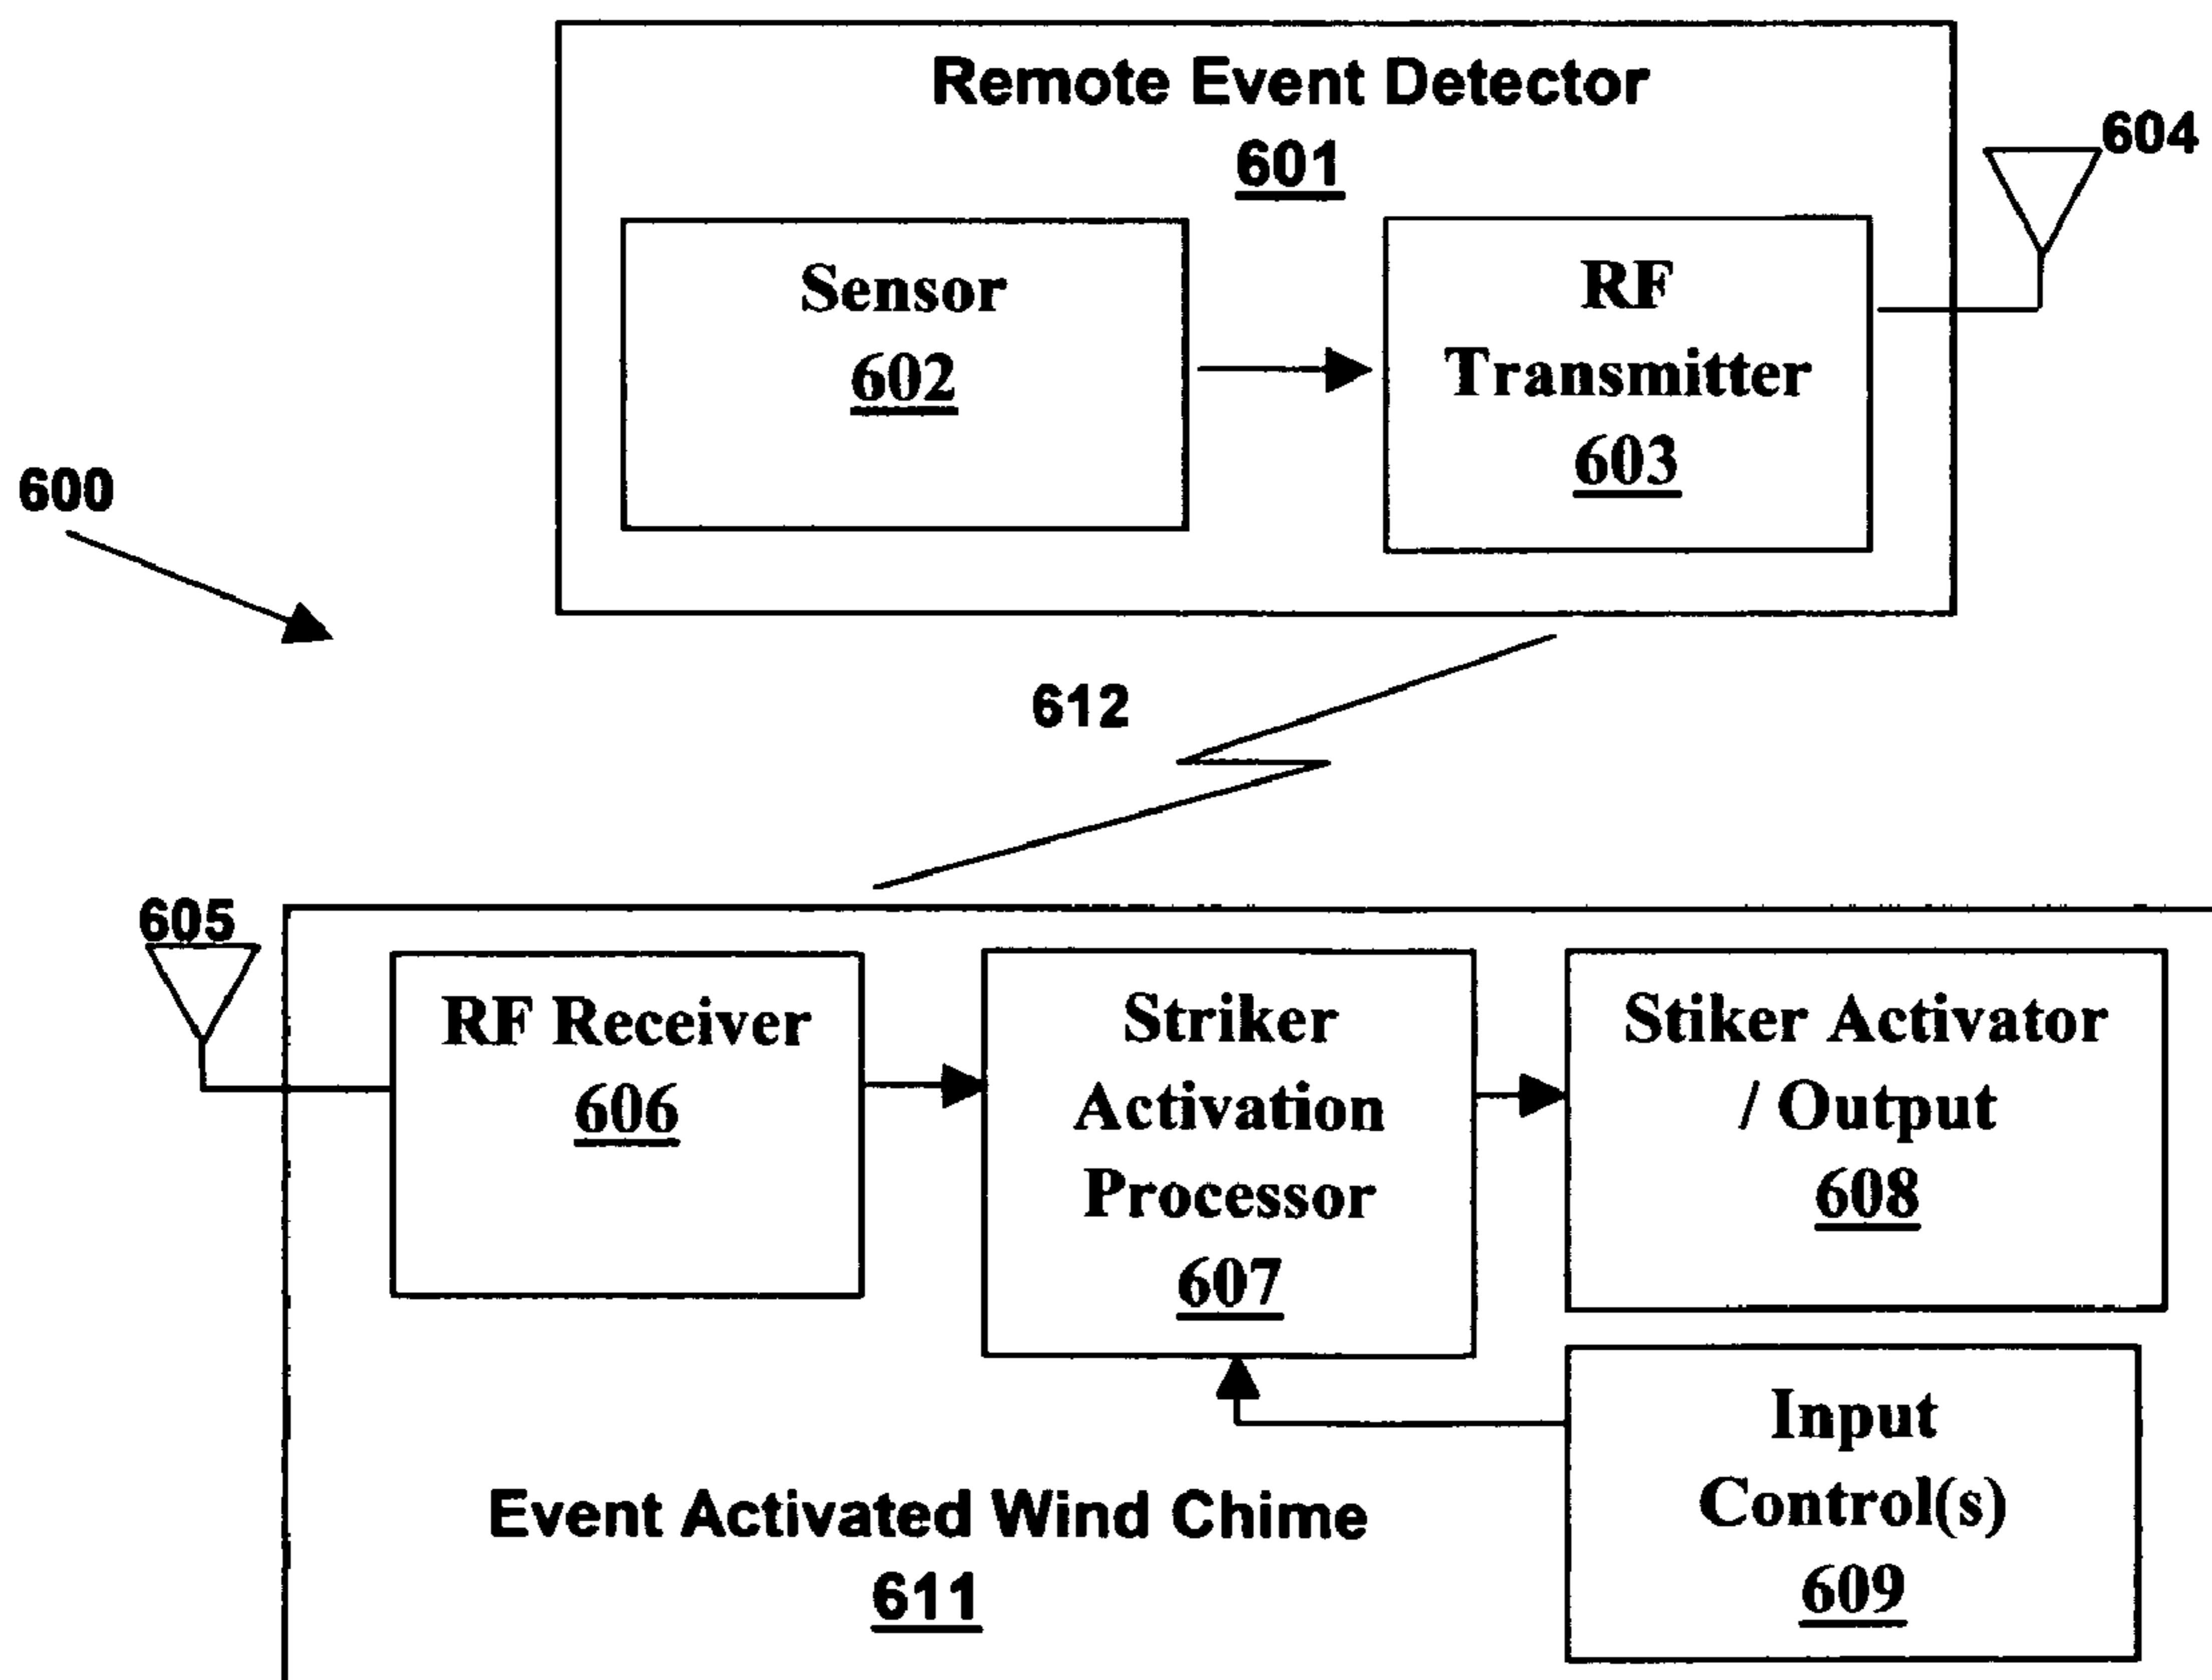 Remote Event Detector
601
604
Sensor
602
RF
Transmitter
603
600
612
605
RF Receiver
606
Striker
Activation
Processor
607
Stiker Activator
/ Output
608
Input
Control(s)
609
Event Activated Wind Chime
611